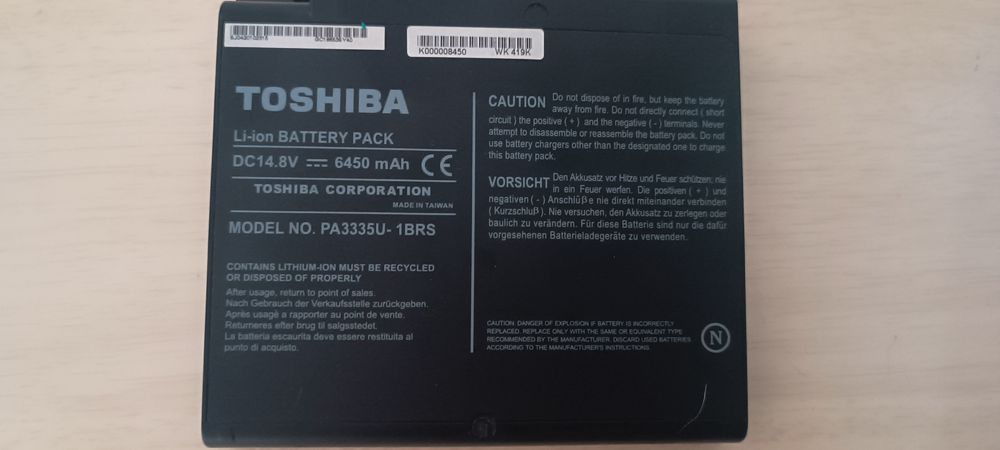 K000008450 WK 419K
TOSHIBA
Li-ion BATTERY PACK
DC14.8V 6450 mAh CE
TOSHIBA CORPORATION
MADE IN TAIWAN
MODEL NO. PA3335U- 1BRS
CONTAINS LITHIUM-ION MUST BE RECYCLED
OR DISPOSED OF PROPERLY
After usage, return to point of sales.
Nach Gebrauch der Verkaufsstelle zurückgeben.
Après usagé a rapporter au point de vente.
Returneres efter brug til salgsstedet.
La batteria escaurita deve essere restituita al
punto di acquisto.
CAUTION Do not dispose of in fire, but keep the battery
away from fire. Do not directly connect ( short
circuit ) the positive ( + ) and the negative ( - ) terminals. Never
attempt to disassemble or reassemble the battery pack. Do not
use battery chargers other than the designated one to charge
this battery pack.
VORSICHT Den Akkusatz vor Hitze und Feuer schützen; nie
in ein Feuer werfen. Die positiven ( + ) und
negativen ( - ) Anschlüße nie direkt miteinander verbinden
( Kurzschluß ). Nie versuchen, den Akkusatz zu zerlegen oder
baulich zu verändern. Für diese Batterie sind nur die dafür
vorgesehenen Batterieladegeräte zu verwenden.
CAUTION: DANGER OF EXPLOSION IF BATTERY IS INCORRECTLY
REPLACED. REPLACE ONLY WITH THE SAME OR EQUIVALENT TYPE
RECOMMENDED BY THE MANUFACTURER. DISCARD USED BATTERIES
ACCORDING TO THE MANUFACTURER'S INSTRUCTIONS.
N